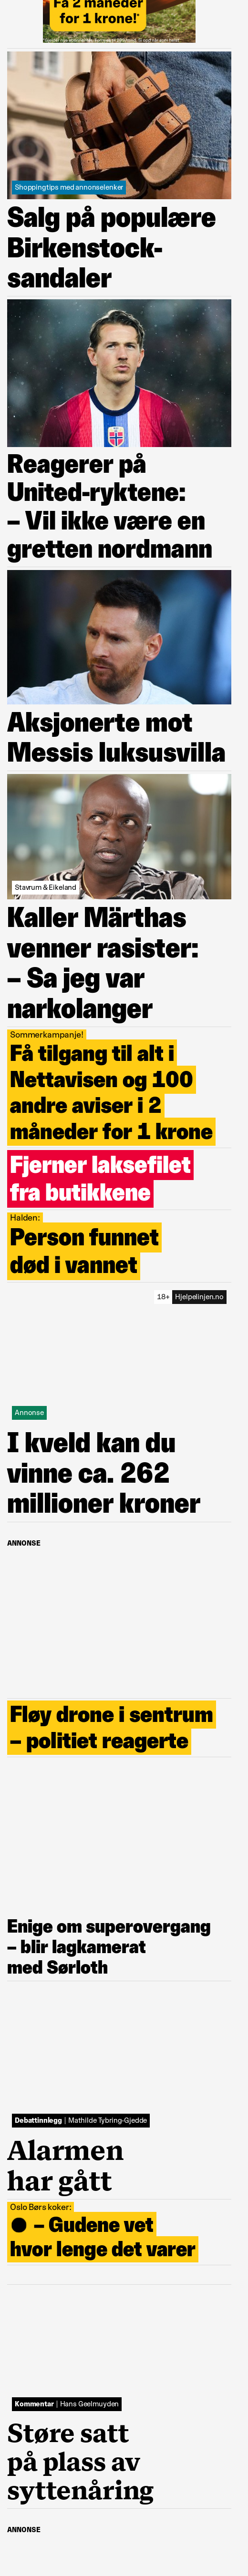 Få 2 måneder
for 1 krone!*
Shoppingtips med annonselenker
Salg på populære
Birkenstock-
sandaler
Reagerer på
United-ryktene:
– Vil ikke være en
gretten nordmann
Aksjonerte mot
Messis luksusvilla
Stavrum & Eikeland
Kaller Märthas
venner rasister:
– Sa jeg var
narkolanger
Sommerkampanje!
Få tilgang til alt i
Nettavisen og 100
andre aviser i 2
måneder for 1 krone
Fjerner laksefilet
fra butikkene
Halden:
Person funnet
død i vannet
18+ Hjelpelinjen.no
Annonse
I kveld kan du
vinne ca. 262
millioner kroner
ANNONSE
Fløy drone i sentrum
– politiet reagerte
Enige om superovergang
– blir lagkamerat
med Sørloth
Debattinnlegg | Mathilde Tybring-Gjedde
Alarmen
har gått
Oslo Børs koker:
– Gudene vet
hvor lenge det varer
Kommentar | Hans Geelmuyden
Støre satt
på plass av
syttenåring
ANNONSE